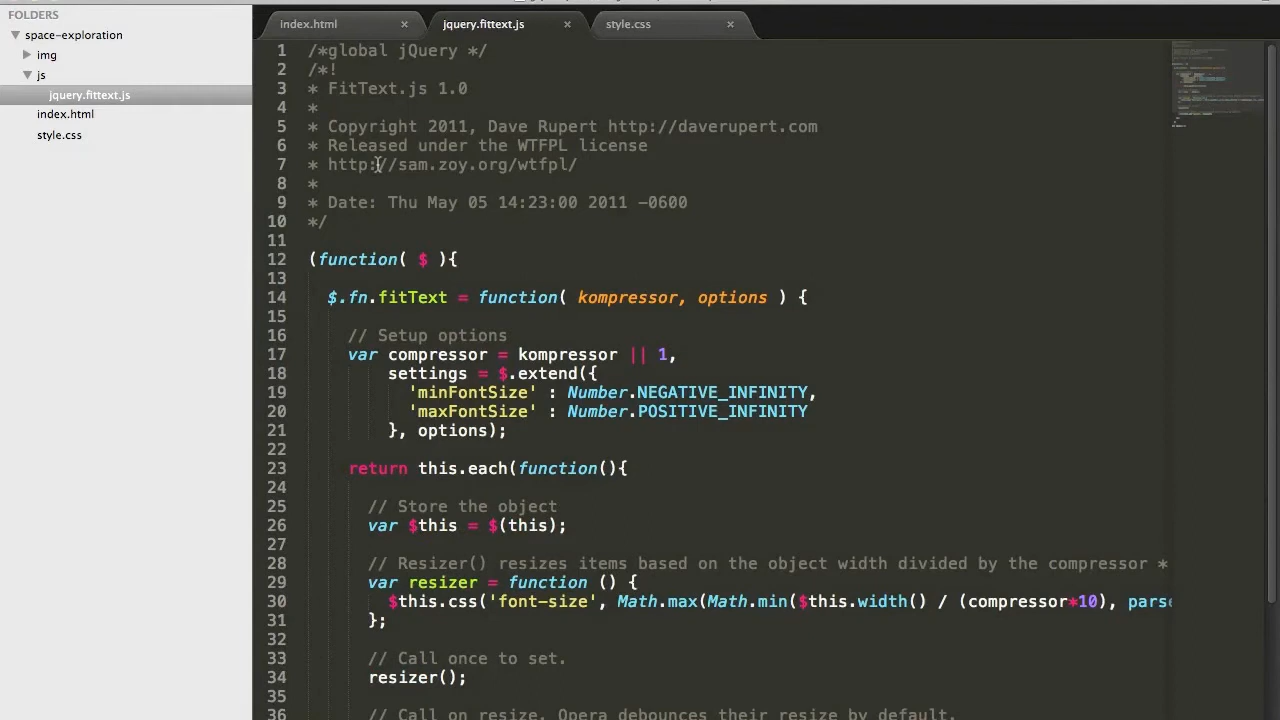 FOLDERS
space-exploration
img
js
jquery.fittext.js
index.html
style.css
index.html × jquery.fittext.js × style.css ×
1 /*global jQuery */
2 /*!
3 * FitText.js 1.0
4 *
5 * Copyright 2011, Dave Rupert http://daverupert.com
6 * Released under the WTFPL license
7 * http://sam.zoy.org/wtfpl/
8 *
9 * Date: Thu May 05 14:23:00 2011 -0600
10 */
11
12 (function( $ ){
13
14 $.fn.fitText = function( kompressor, options ) {
15
16 // Setup options
17 var compressor = kompressor || 1,
18 settings = $.extend({
19 'minFontSize' : Number.NEGATIVE_INFINITY,
20 'maxFontSize' : Number.POSITIVE_INFINITY
21 }, options);
22
23 return this.each(function(){
24
25 // Store the object
26 var $this = $(this);
27
28 // Resizer() resizes items based on the object width divided by the compressor *
29 var resizer = function () {
30 $this.css('font-size', Math.max(Math.min($this.width() / (compressor*10), parse
31 };
32
33 // Call once to set.
34 resizer();
35
36 // Call on resize. Opera debounces their resize by default.